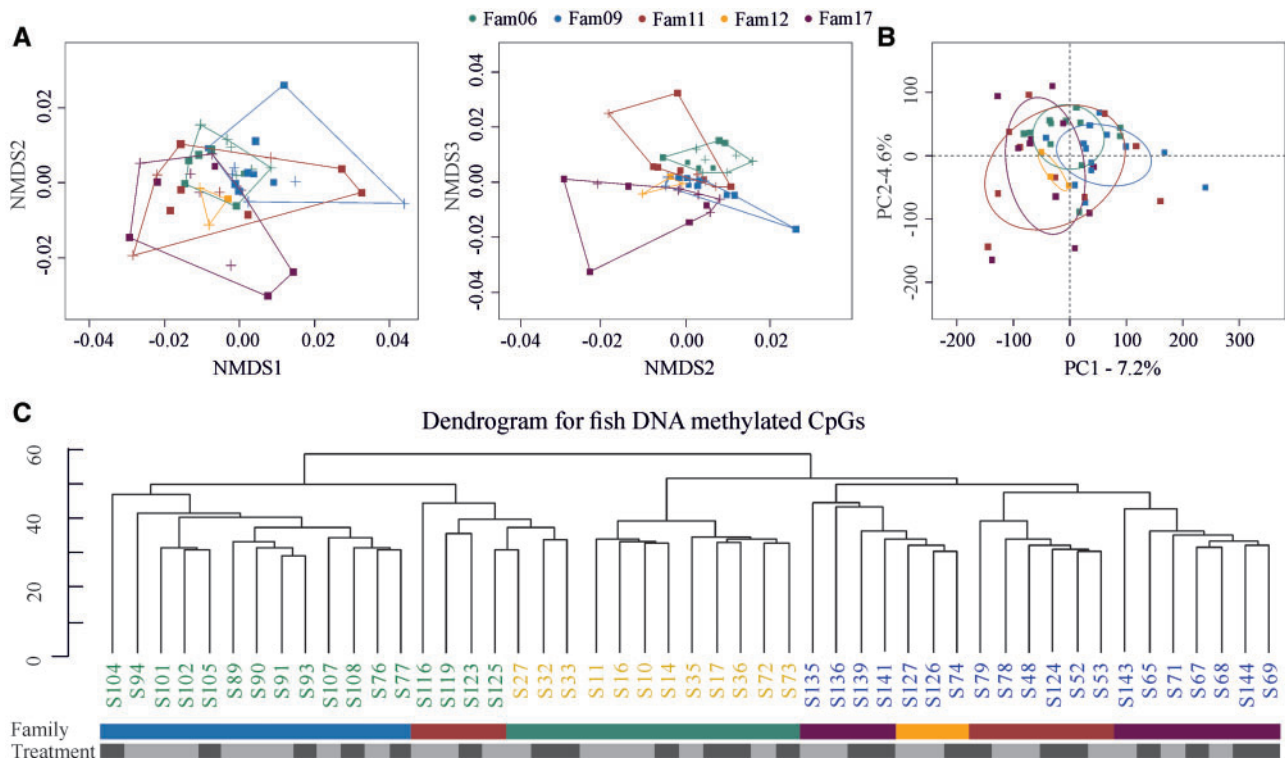 Fam06 Fam09 Fam11 Fam12 Fam17
A
NMDS2
0.02
0.00
-0.02
-0.04 -0.02 0.00 0.02 0.04
NMDS1
NMDS3
0.04
0.02
0.00
-0.02
-0.04
-0.04 -0.02 0.00 0.02
NMDS2
B
PC2-4.6%
100
0
-100
-200
-200 -100 0 100 200 300
PC1 - 7.2%
C
Dendrogram for fish DNA methylated CpGs
60
40
20
0
S104 S94 S101 S102 S105 S89 S90 S91 S93 S107 S108 S76 S77 S116 S119 S123 S125 S27 S32 S33 S11 S16 S10 S14 S35 S17 S36 S72 S73 S135 S136 S139 S141 S127 S126 S74 S79 S78 S48 S124 S52 S53 S143 S65 S71 S67 S68 S144 S69
Family
Treatment